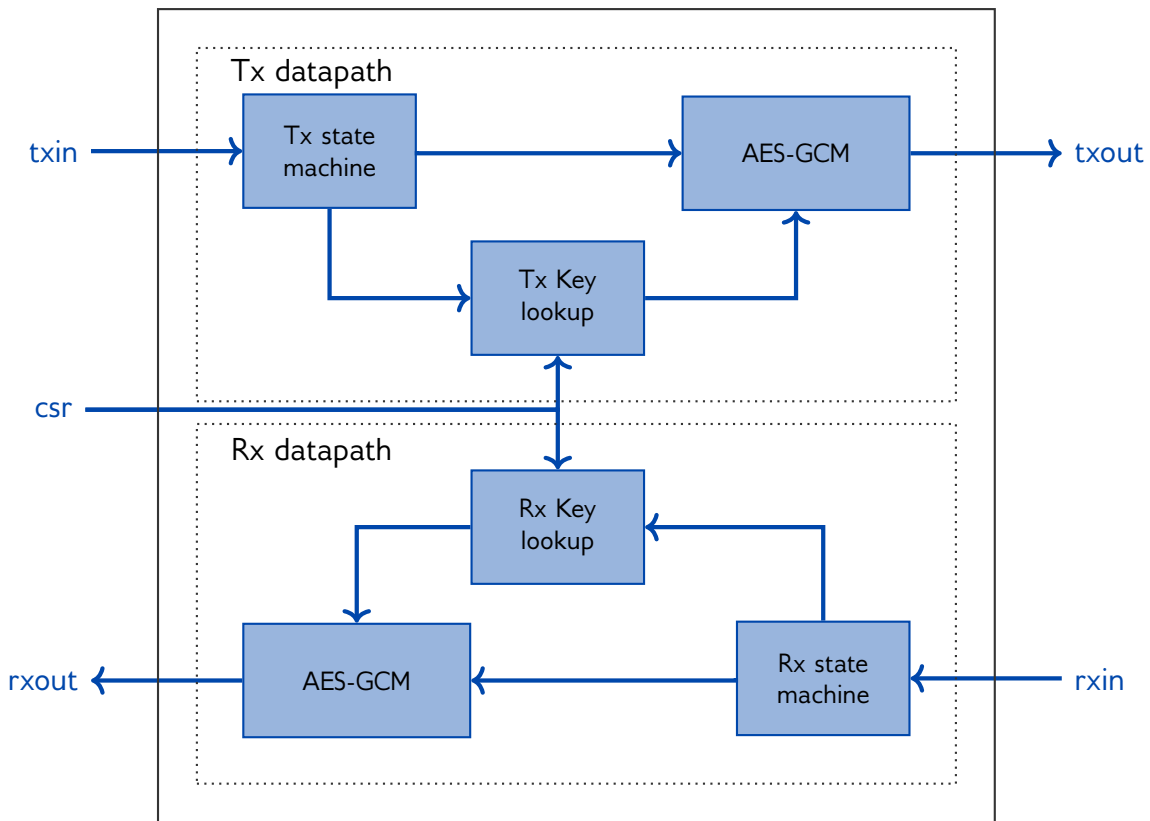 Tx datapath
Tx state
machine
AES-GCM
txin
txout
Tx Key
lookup
csr
Rx datapath
Rx Key
lookup
Rx state
machine
AES-GCM
rxout
rxin